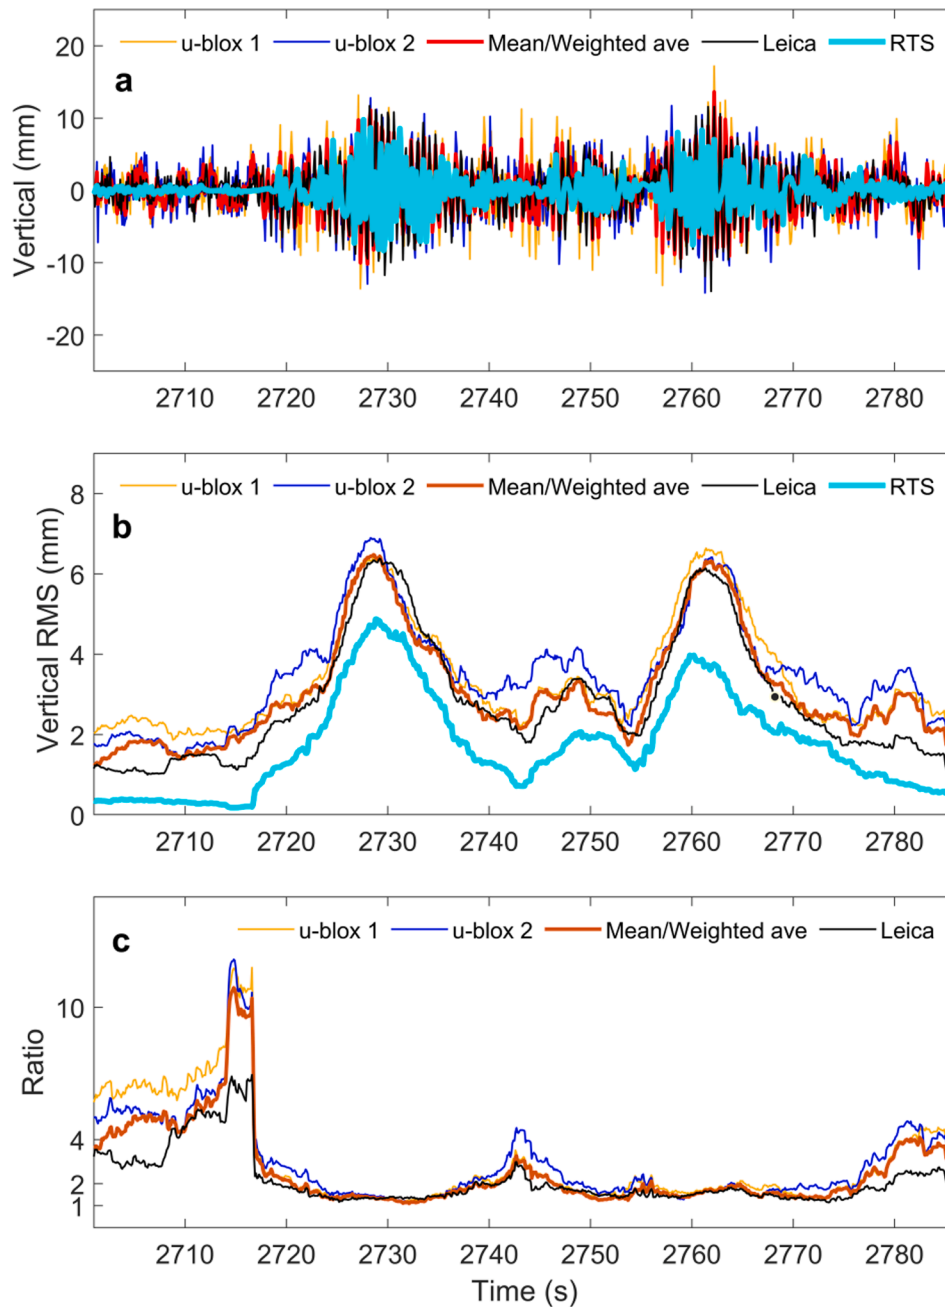 u-blox 1 u-blox 2 Mean/Weighted ave Leica RTS
a
20
10
0
-10
-20
Vertical (mm)
2710 2720 2730 2740 2750 2760 2770 2780
u-blox 1 u-blox 2 Mean/Weighted ave Leica RTS
b
8
6
4
2
0
Vertical RMS (mm)
2710 2720 2730 2740 2750 2760 2770 2780
u-blox 1 u-blox 2 Mean/Weighted ave Leica
c
10
4
2
1
Ratio
2710 2720 2730 2740 2750 2760 2770 2780
Time (s)